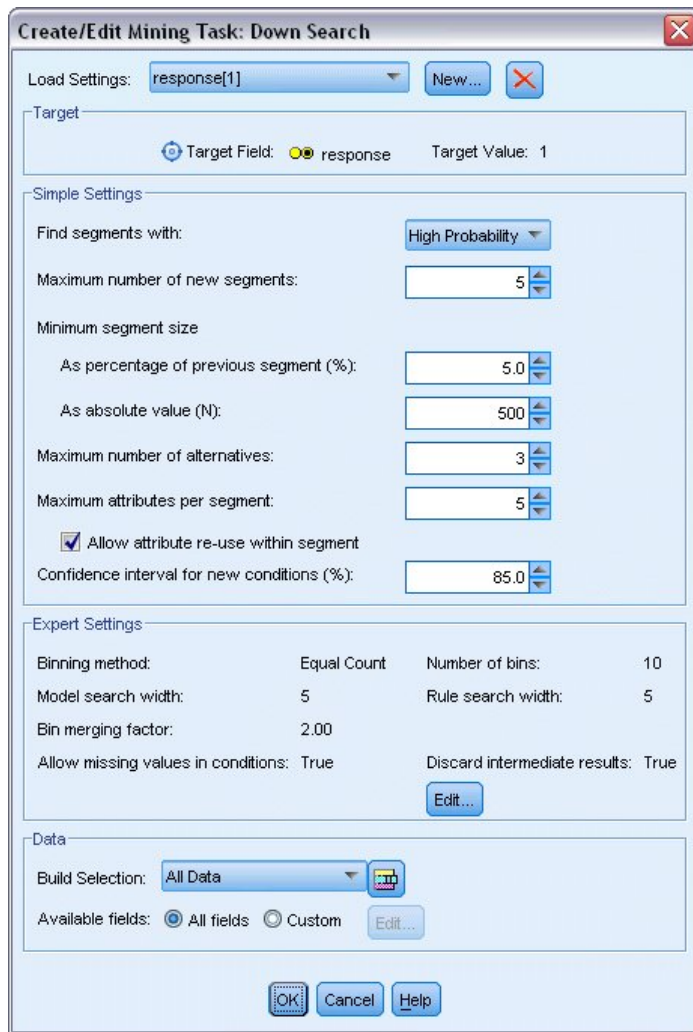 Create/Edit Mining Task: Down Search
Load Settings: response[1] New...
Target
Target Field: response Target Value: 1
Simple Settings
Find segments with: High Probability
Maximum number of new segments: 5
Minimum segment size
As percentage of previous segment (%): 5.0
As absolute value (N): 500
Maximum number of alternatives: 3
Maximum attributes per segment: 5
Allow attribute re-use within segment
Confidence interval for new conditions (%): 85.0
Expert Settings
Binning method: Equal Count Number of bins: 10
Model search width: 5 Rule search width: 5
Bin merging factor: 2.00
Allow missing values in conditions: True Discard intermediate results: True
Edit...
Data
Build Selection: All Data
Available fields: All fields Custom Edit...
OK Cancel Help